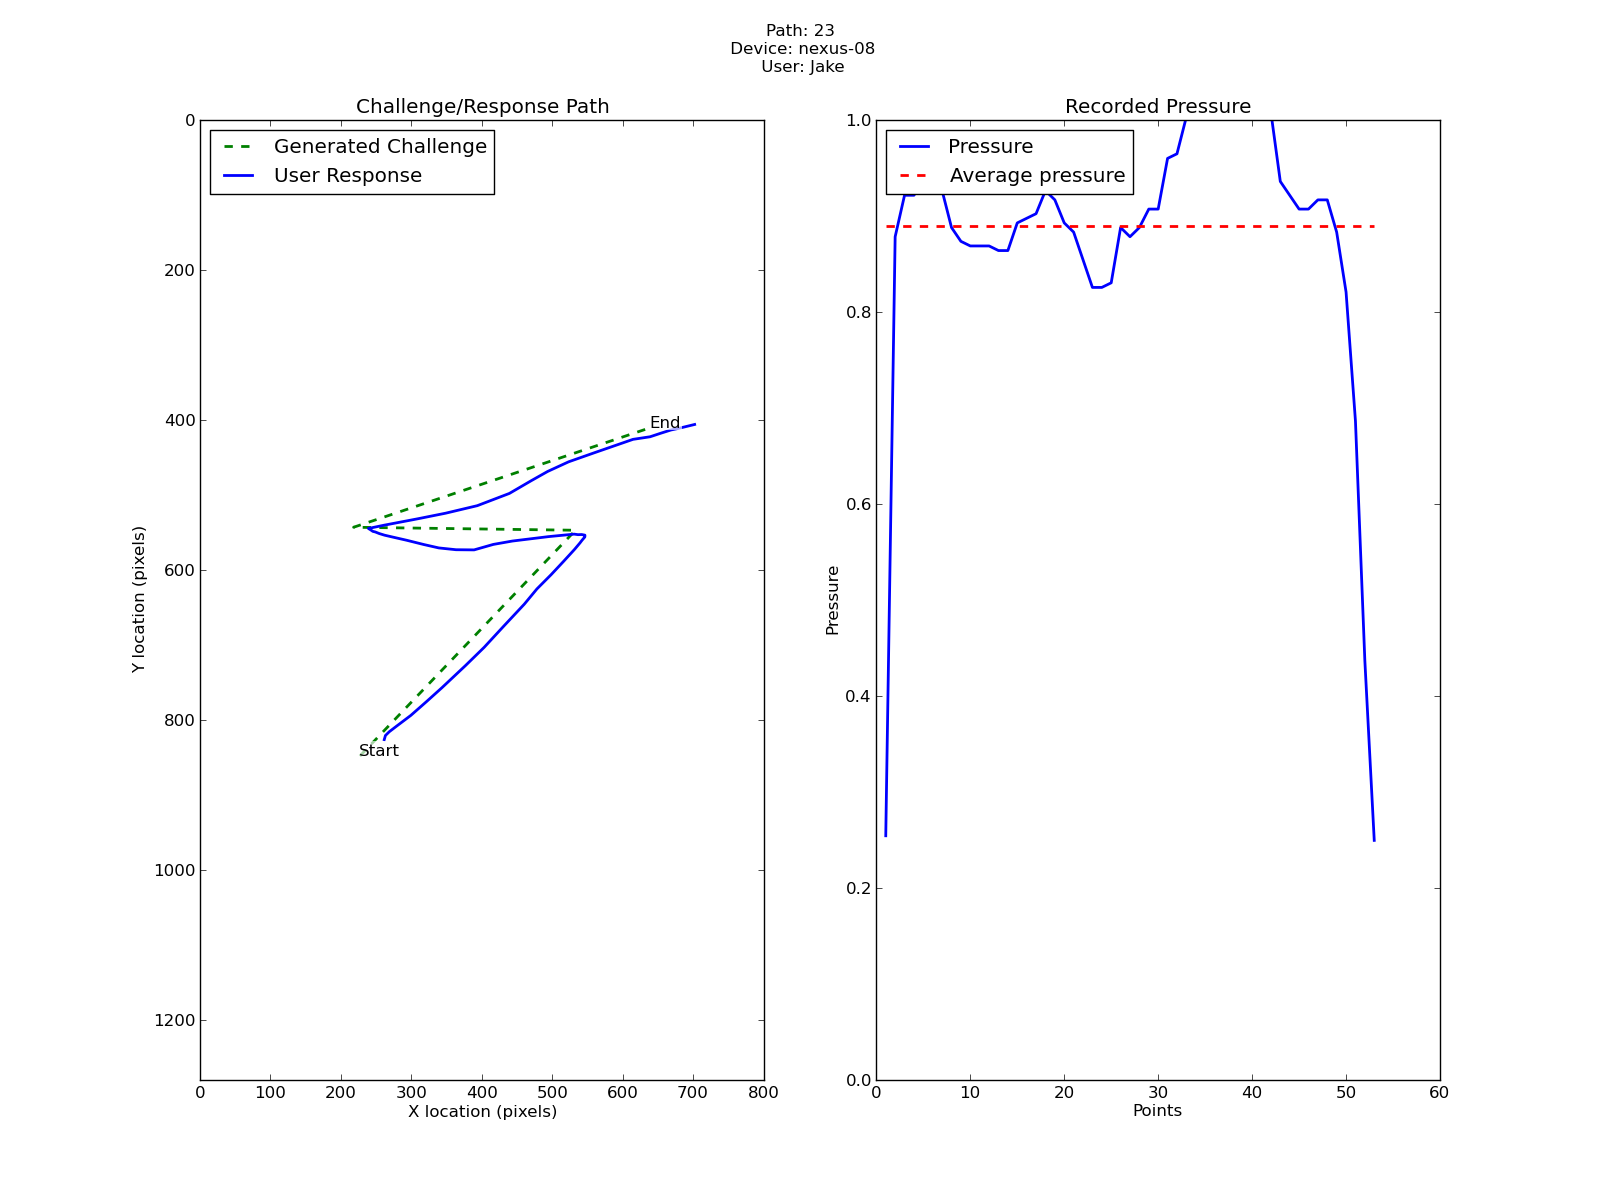 Path: 23
Device: nexus-08
User: Jake
Challenge/Response Path
Generated Challenge
User Response
0
200
400
600
800
1000
1200
Y location (pixels)
End
Start
0 100 200 300 400 500 600 700 800
X location (pixels)
Recorded Pressure
Pressure
Average pressure
1.0
0.8
0.6
0.4
0.2
0.0
Pressure
0 10 20 30 40 50 60
Points